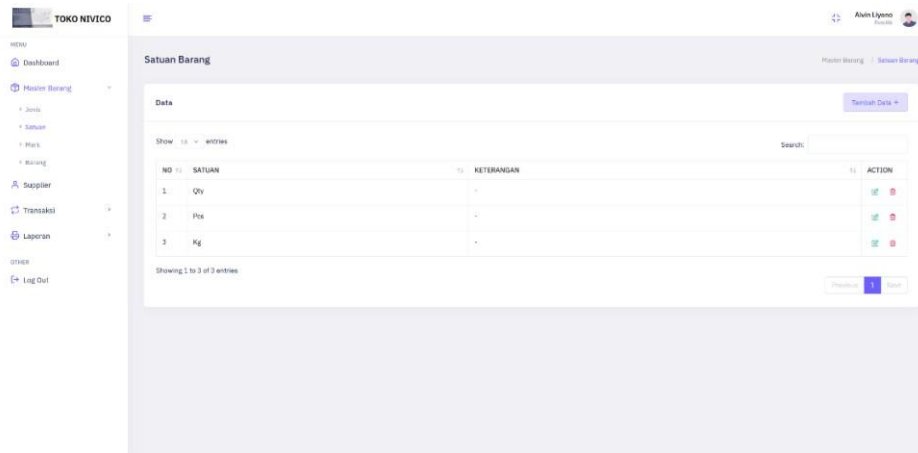 TOKO NIVICO
Alvin Liyono
Pemilik
MENU
Dashboard
Master Barang
Jenis
Satuan
Merk
Barang
Supplier
Transaksi
Laporan
OTHER
Log Out
Satuan Barang
Master Barang > Satuan Barang
Data
Tambah Data +
Show 10 entries
Search:
NO SATUAN KETERANGAN ACTION
1 Qty -
2 Pcs -
3 Kg -
Showing 1 to 3 of 3 entries
Previous 1 Next